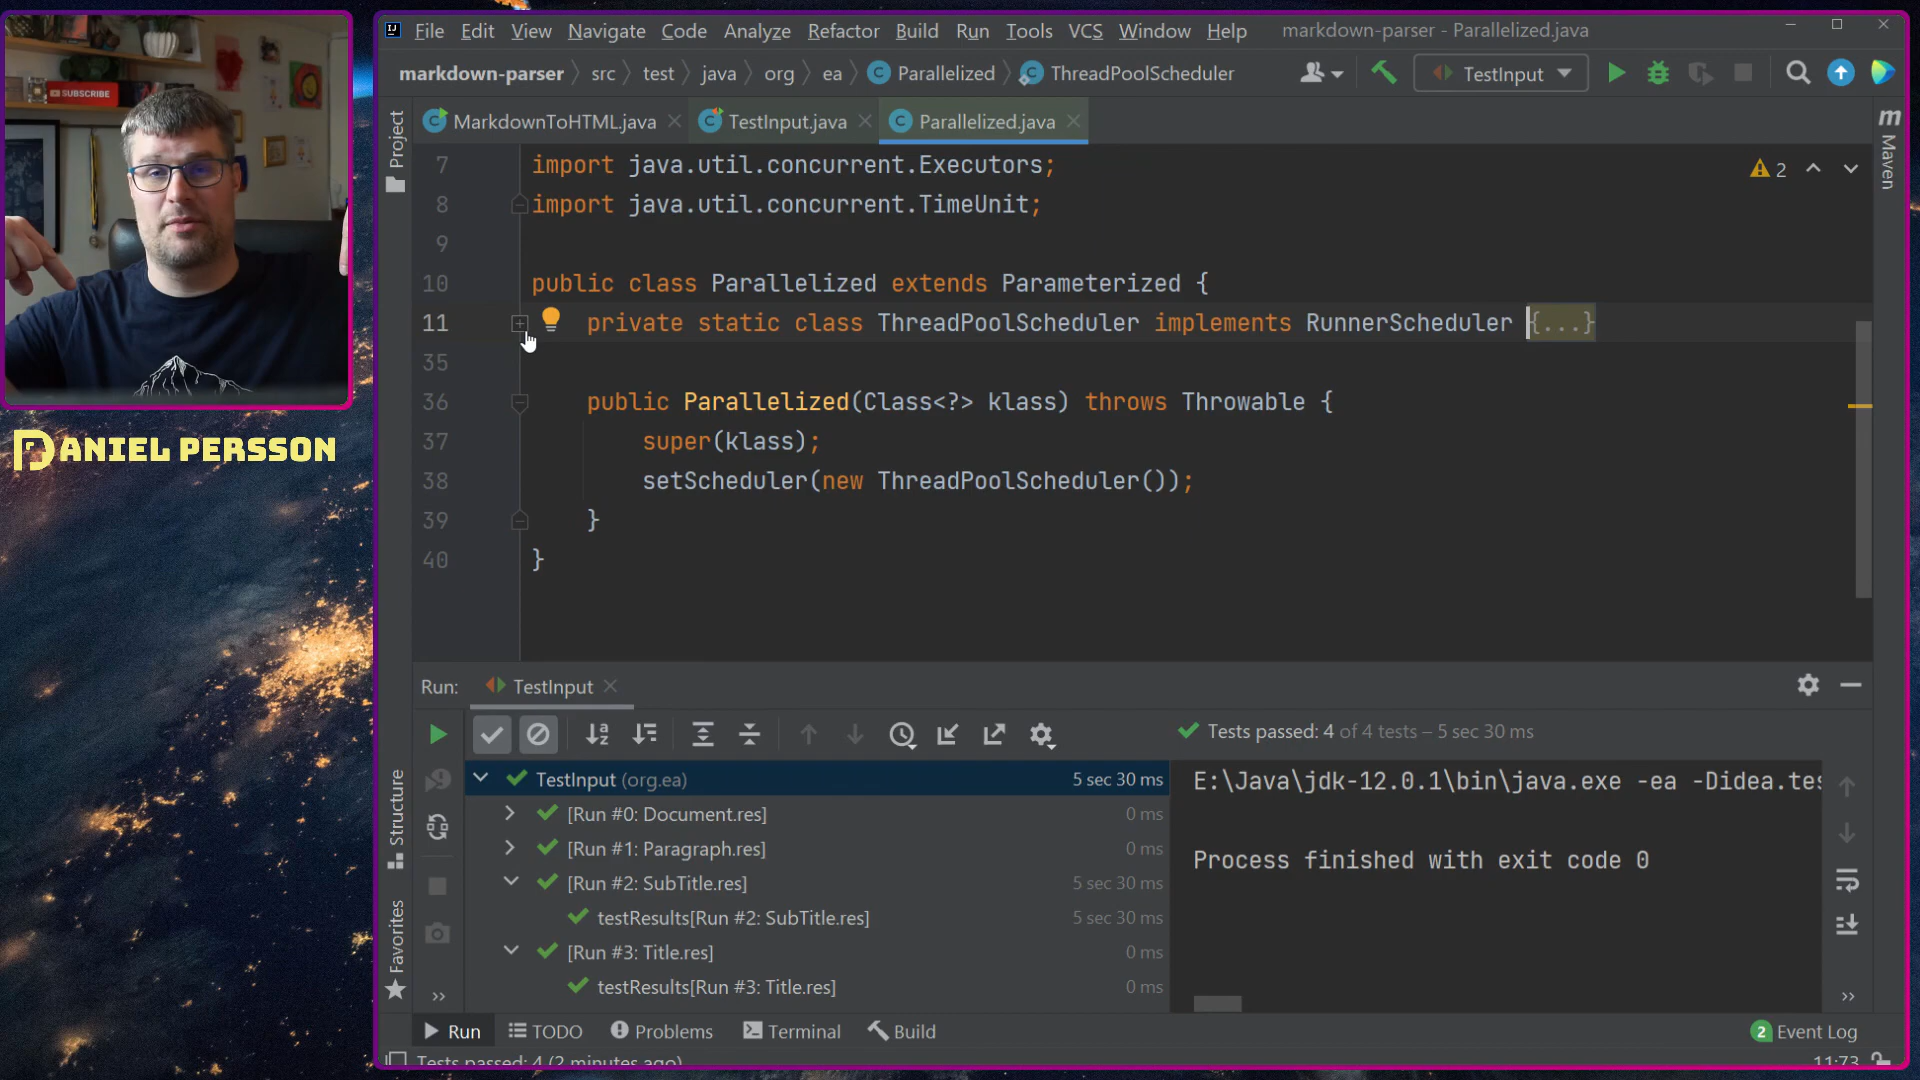 SUBSCRIBE
DANIEL PERSSON
File Edit View Navigate Code Analyze Refactor Build Run Tools VCS Window Help markdown-parser - Parallelized.java
markdown-parser src test java org ea Parallelized ThreadPoolScheduler TestInput
MarkdownToHTML.java TestInput.java Parallelized.java
Project
Structure
Favorites
Maven
2
7 import java.util.concurrent.Executors;
8 import java.util.concurrent.TimeUnit;
9
10 public class Parallelized extends Parameterized {
11 private static class ThreadPoolScheduler implements RunnerScheduler {...}
35
36 public Parallelized(Class<?> klass) throws Throwable {
37 super(klass);
38 setScheduler(new ThreadPoolScheduler());
39 }
40 }
Run: TestInput
Tests passed: 4 of 4 tests – 5 sec 30 ms
TestInput (org.ea) 5 sec 30 ms
[Run #0: Document.res] 0 ms
[Run #1: Paragraph.res] 0 ms
[Run #2: SubTitle.res] 5 sec 30 ms
testResults[Run #2: SubTitle.res] 5 sec 30 ms
[Run #3: Title.res] 0 ms
testResults[Run #3: Title.res] 0 ms
E:\Java\jdk-12.0.1\bin\java.exe -ea -Didea.tes
Process finished with exit code 0
Run TODO Problems Terminal Build 2 Event Log
Tests passed: 4 (2 minutes ago) 11:73